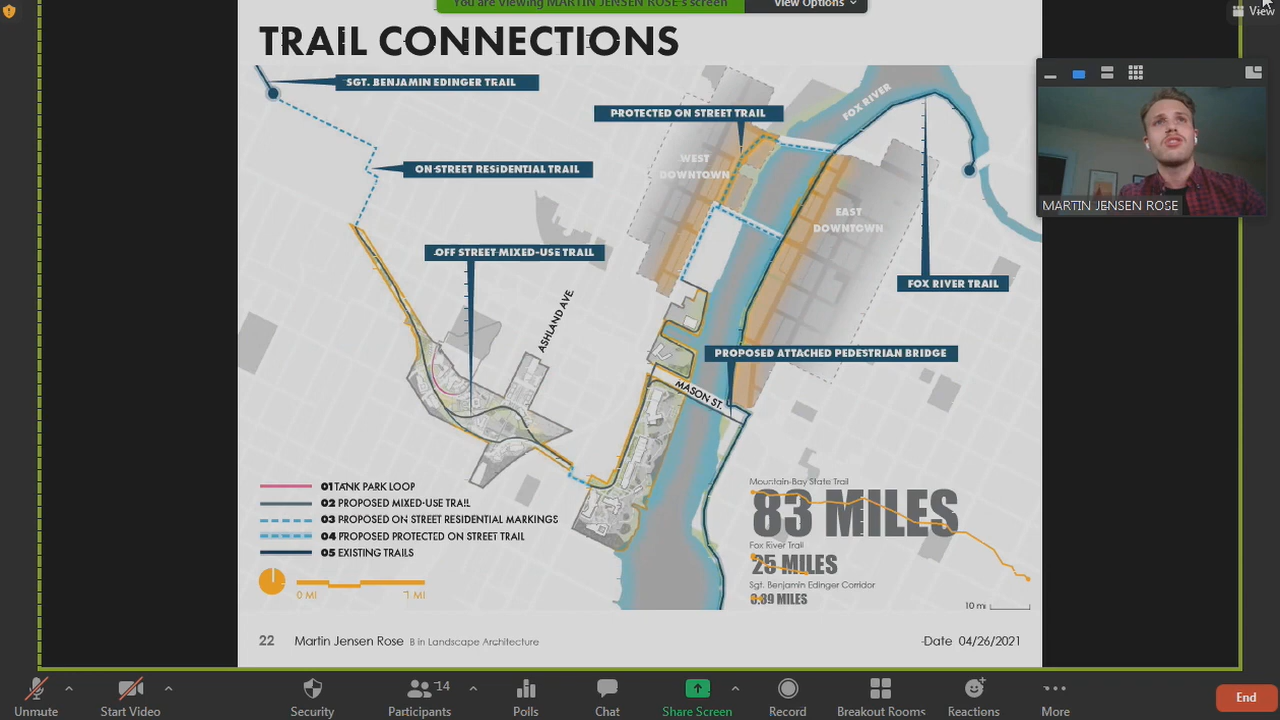 You are viewing MARTIN JENSEN ROSE's screen
View Options
View
TRAIL CONNECTIONS
SGT. BENJAMIN EDINGER TRAIL
PROTECTED ON STREET TRAIL
FOX RIVER
WEST
DOWNTOWN
ON STREET RESIDENTIAL TRAIL
MARTIN JENSEN ROSE
EAST
DOWNTOWN
OFF STREET MIXED-USE TRAIL
FOX RIVER TRAIL
ASHLAND AVE.
PROPOSED ATTACHED PEDESTRIAN BRIDGE
MASON ST.
01 TANK PARK LOOP
02 PROPOSED MIXED-USE TRAIL
03 PROPOSED ON STREET RESIDENTIAL MARKINGS
04 PROPOSED PROTECTED ON STREET TRAIL
05 EXISTING TRAILS
0 MI
1 MI
Mountain-Bay State Trail
83 MILES
Fox River Trail
25 MILES
Sgt. Benjamin Edinger Corridor
MILES
10 mi
22 Martin Jensen Rose B in Landscape Architecture
Date 04/26/2021
Unmute
Start Video
Security
14
Participants
Polls
Chat
Share Screen
Record
Breakout Rooms
Reactions
More
End